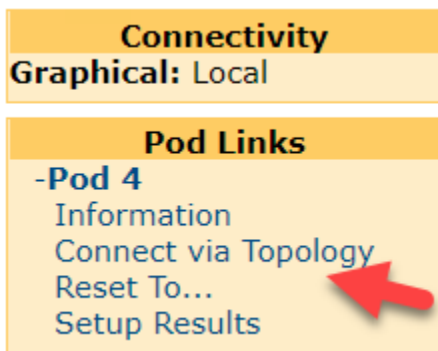 Connectivity
Graphical: Local
Pod Links
-Pod 4
Information
Connect via Topology
Reset To...
Setup Results